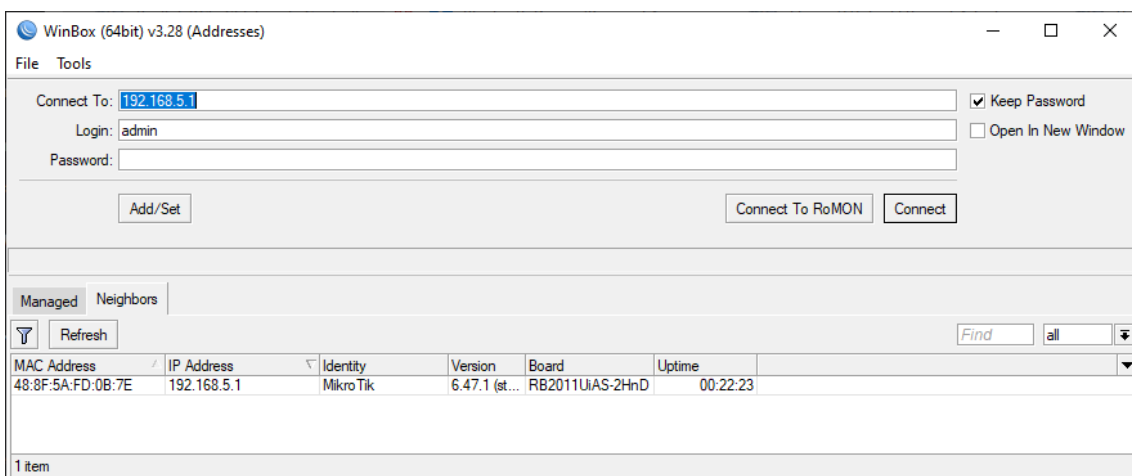 WinBox (64bit) v3.28 (Addresses)
File Tools
Connect To: 192.168.5.1
Keep Password
Login: admin
Open In New Window
Password:
Add/Set Connect To RoMON Connect
Managed Neighbors
Refresh Find all
MAC Address IP Address Identity Version Board Uptime
48:8F:5A:FD:0B:7E 192.168.5.1 MikroTik 6.47.1 (st... RB2011UiAS-2HnD 00:22:23
1 item